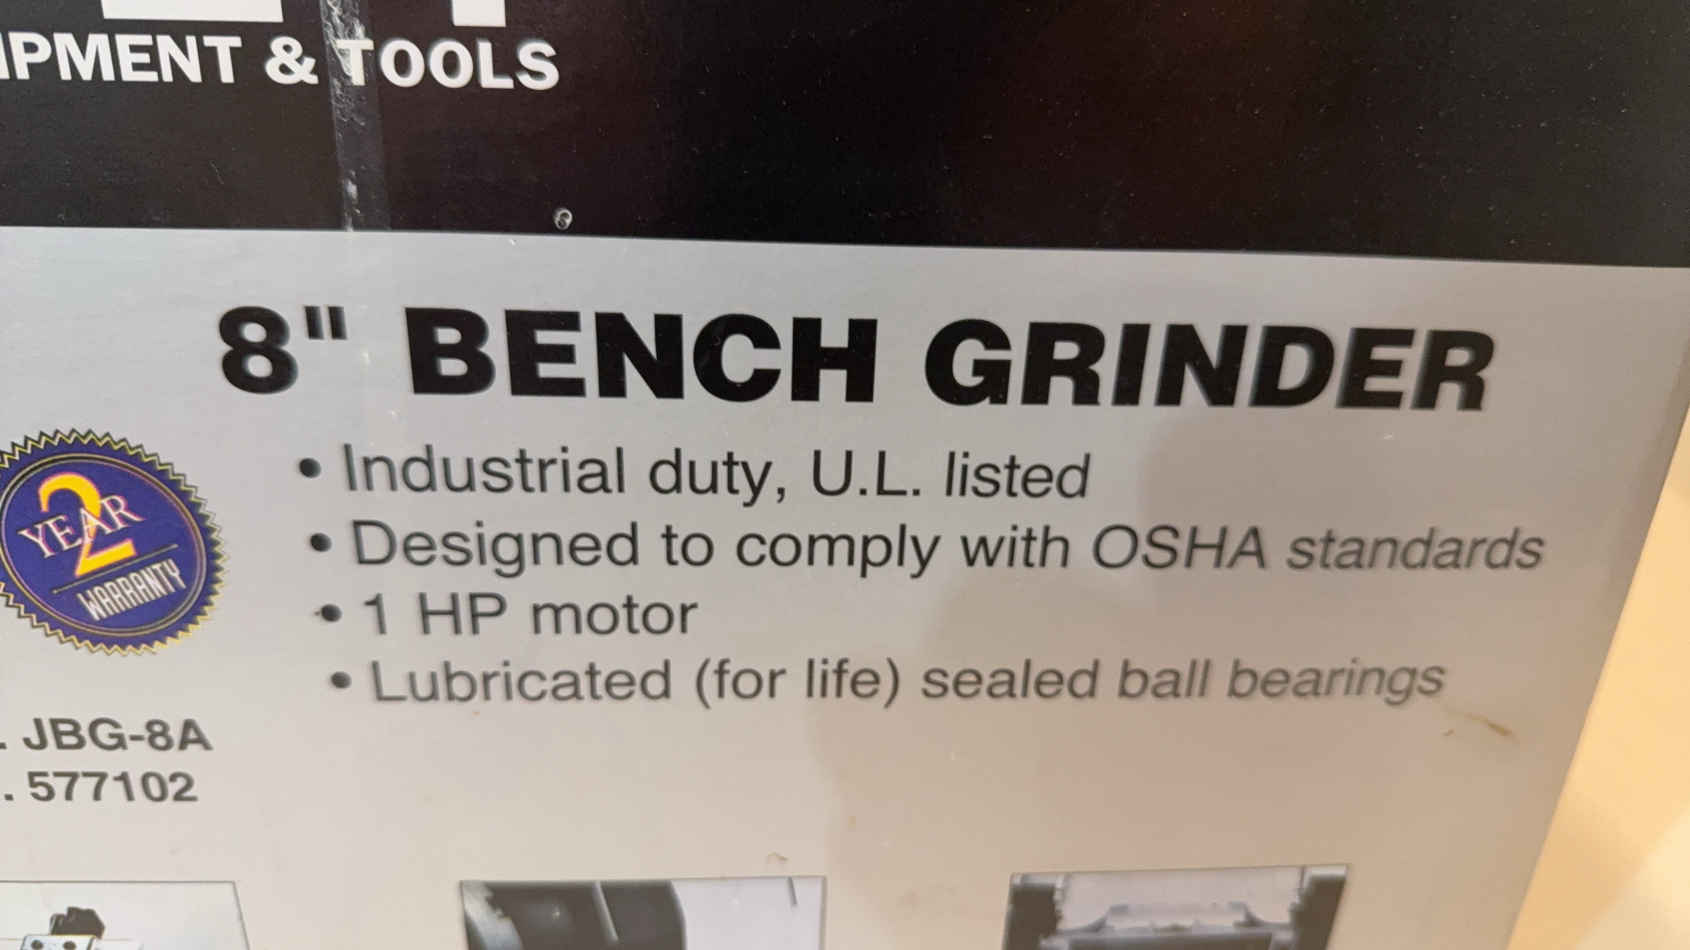 & TOOLS
8" BENCH GRINDER
• Industrial duty, U.L. listed
• Designed to comply with OSHA standards
• 1 HP motor
• Lubricated (for life) sealed ball bearings
2
YEAR
WARRANTY
. JBG-8A
. 577102